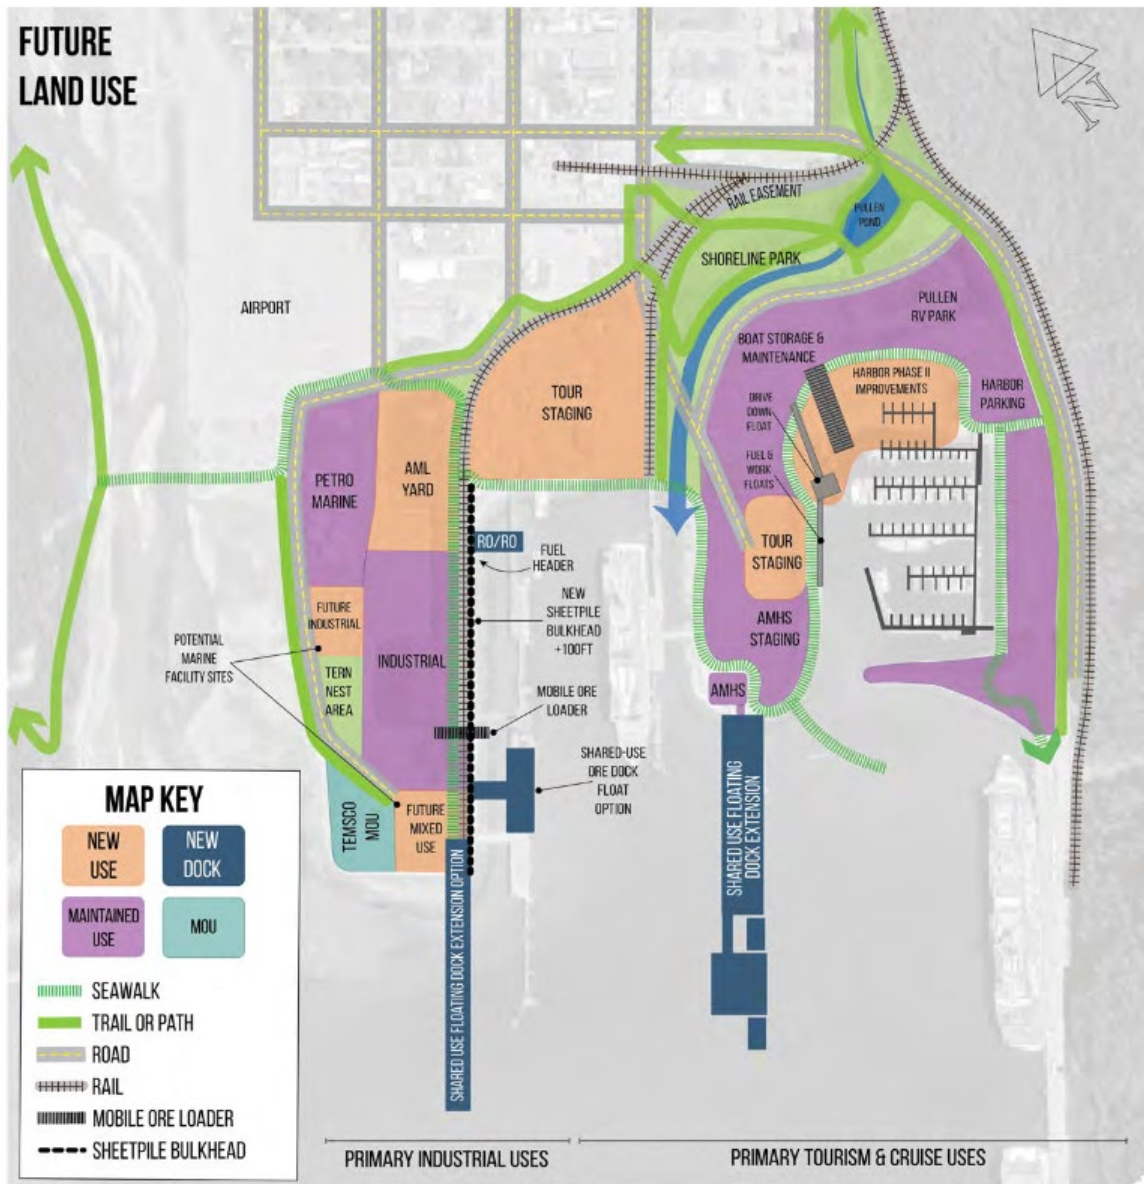 FUTURE
LAND USE
N
RAIL EASEMENT
PULLEN
POND
SHORELINE PARK
AIRPORT
PULLEN
RV PARK
BOAT STORAGE &
MAINTENANCE
HARBOR PHASE II
IMPROVEMENTS
TOUR
STAGING
DRIVE
DOWN
FLOAT
HARBOR
PARKING
FUEL &
WORK
FLOATS
PETRO
MARINE
AML
YARD
RO/RO
FUEL
HEADER
TOUR
STAGING
NEW
SHEETPILE
BULKHEAD
+100FT
FUTURE
INDUSTRIAL
AMHS
STAGING
POTENTIAL
MARINE
FACILITY SITES
INDUSTRIAL
TERN
NEST
AREA
AMHS
MOBILE ORE
LOADER
SHARED-USE
ORE DOCK
FLOAT
OPTION
TEMSCO
MOU
FUTURE
MIXED
USE
SHARED USE FLOATING
DOCK EXTENSION
SHARED USE FLOATING DOCK EXTENSION OPTION
MAP KEY
NEW
USE
NEW
DOCK
MAINTAINED
USE
MOU
SEAWALK
TRAIL OR PATH
ROAD
RAIL
MOBILE ORE LOADER
SHEETPILE BULKHEAD
PRIMARY INDUSTRIAL USES
PRIMARY TOURISM & CRUISE USES